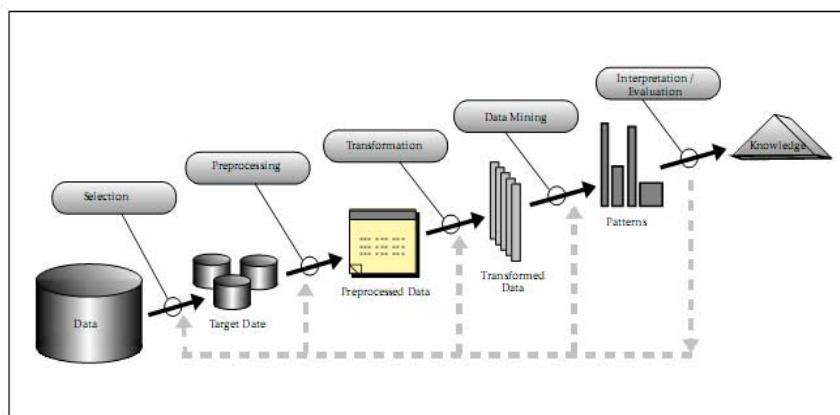 Interpretation /
Evaluation
Data Mining
Transformation
Preprocessing
Selection
Knowledge
Patterns
Transformed
Data
Preprocessed Data
Target Date
Data